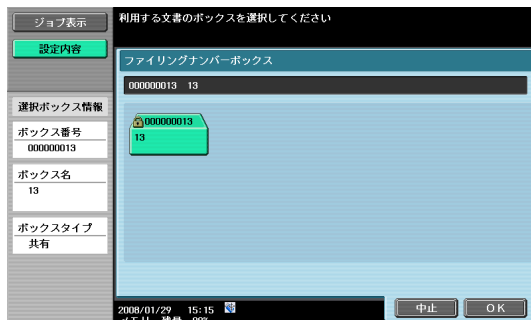 ジョブ表示
設定内容
利用する文書のボックスを選択してください
ファイリングナンバーボックス
000000013 13
000000013
13
選択ボックス情報
ボックス番号
000000013
ボックス名
13
ボックスタイプ
共有
2008/01/29 15:15
中止
OK